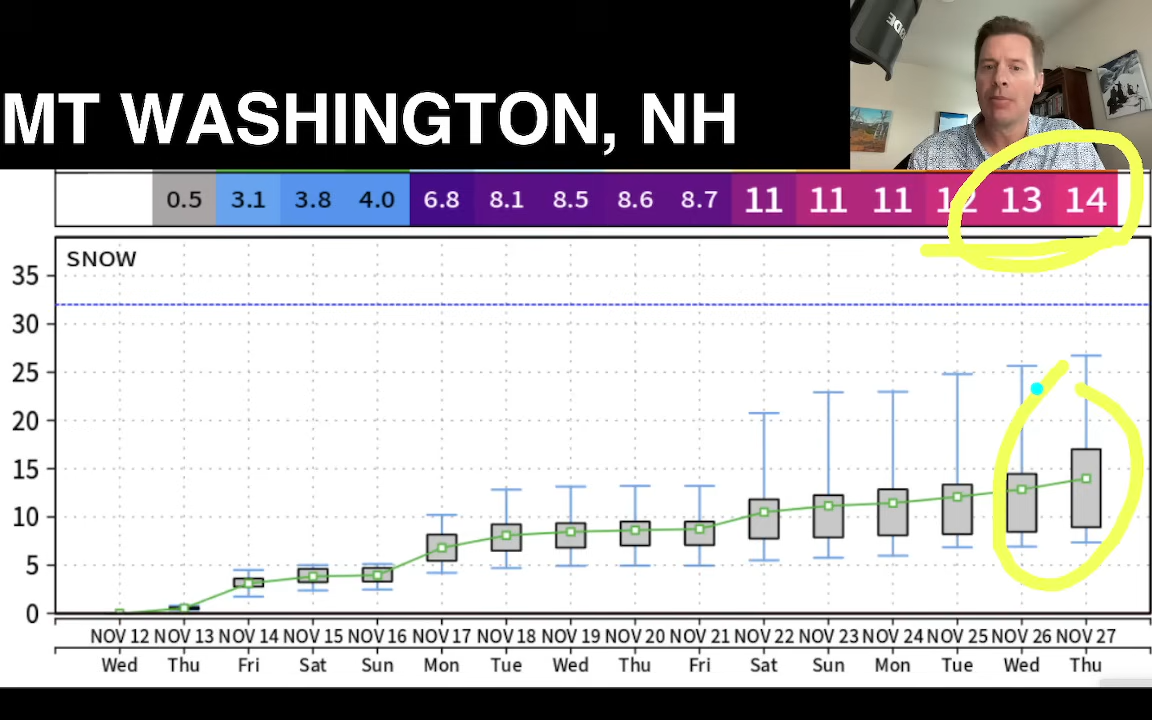 MT WASHINGTON, NH
0.5 3.1 3.8 4.0 6.8 8.1 8.5 8.6 8.7 11 11 11 12 13 14
SNOW
35
30
25
20
15
10
5
0
NOV 12 NOV 13 NOV 14 NOV 15 NOV 16 NOV 17 NOV 18 NOV 19 NOV 20 NOV 21 NOV 22 NOV 23 NOV 24 NOV 25 NOV 26 NOV 27
Wed Thu Fri Sat Sun Mon Tue Wed Thu Fri Sat Sun Mon Tue Wed Thu